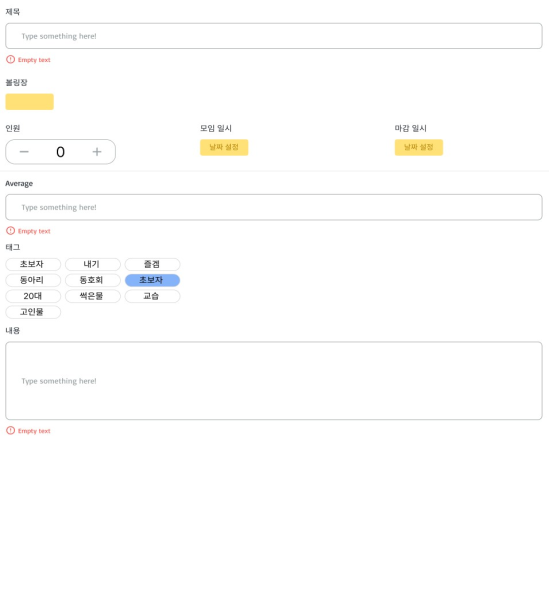 제목
Type something here!
Empty text
볼링장
인원
모임 일시
마감 일시
0
날짜 설정
날짜 설정
Average
Type something here!
Empty text
태그
초보자 내기 즐겜
동아리 동호회 초보자
20대 썩은물 교습
고인물
내용
Type something here!
Empty text